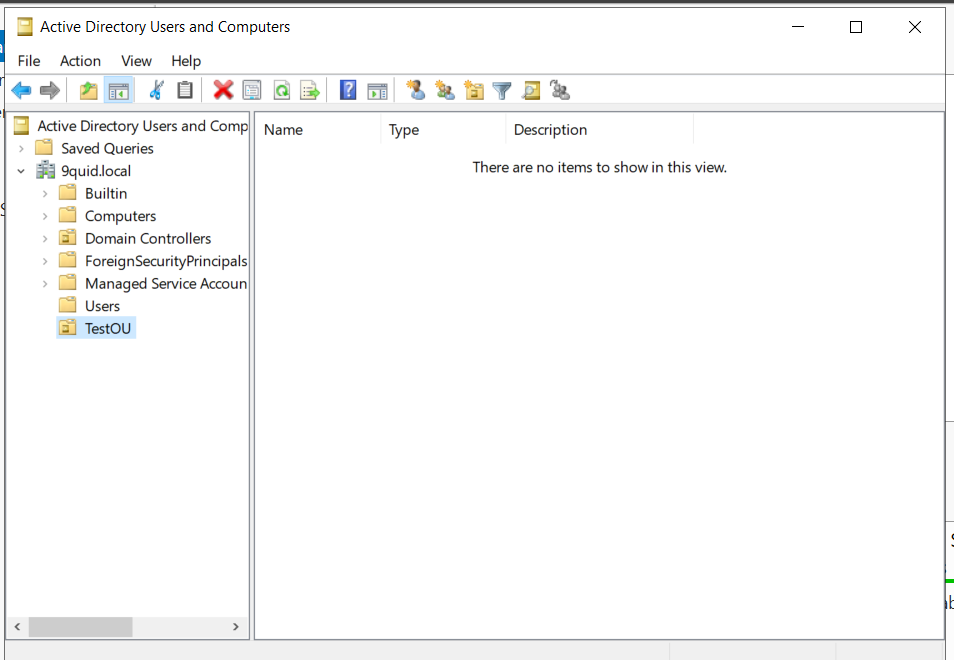 Active Directory Users and Computers
File Action View Help
Active Directory Users and Comp
Saved Queries
9quid.local
Builtin
Computers
Domain Controllers
ForeignSecurityPrincipals
Managed Service Accoun
Users
TestOU
Name Type Description
There are no items to show in this view.